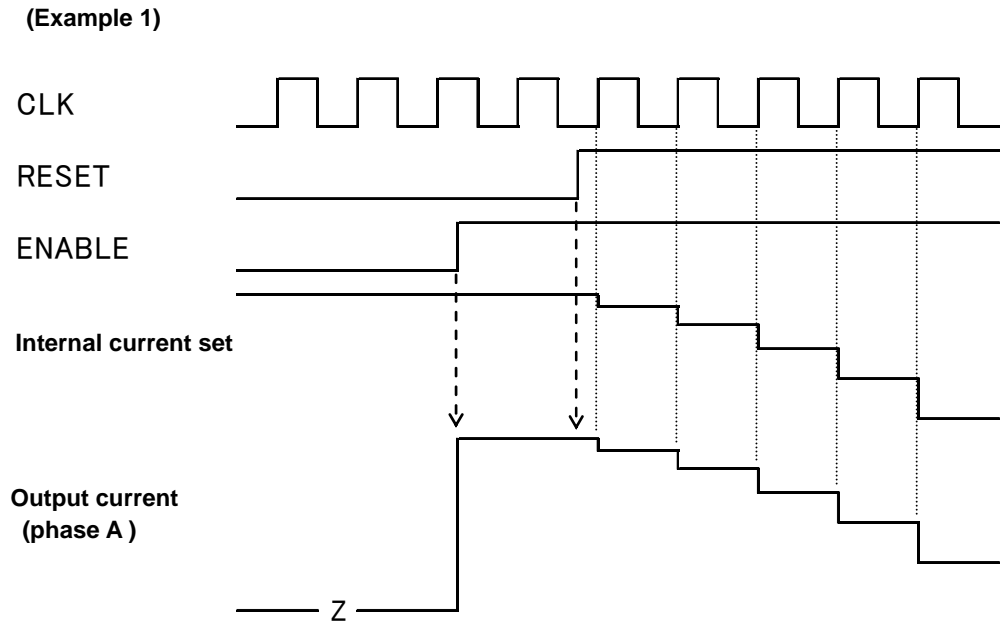 (Example 1)
CLK
RESET
ENABLE
Internal current set
Output current
(phase A )
Z